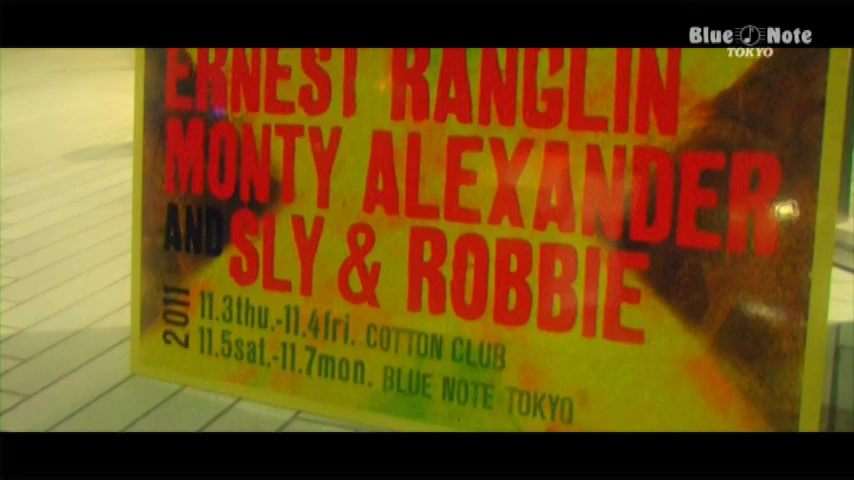 Blue Note
TOKYO
ERNEST RANGLIN
MONTY ALEXANDER
AND SLY & ROBBIE
2011
11.3thu.-11.4fri. COTTON CLUB
11.5sat.-11.7mon. BLUE NOTE TOKYO